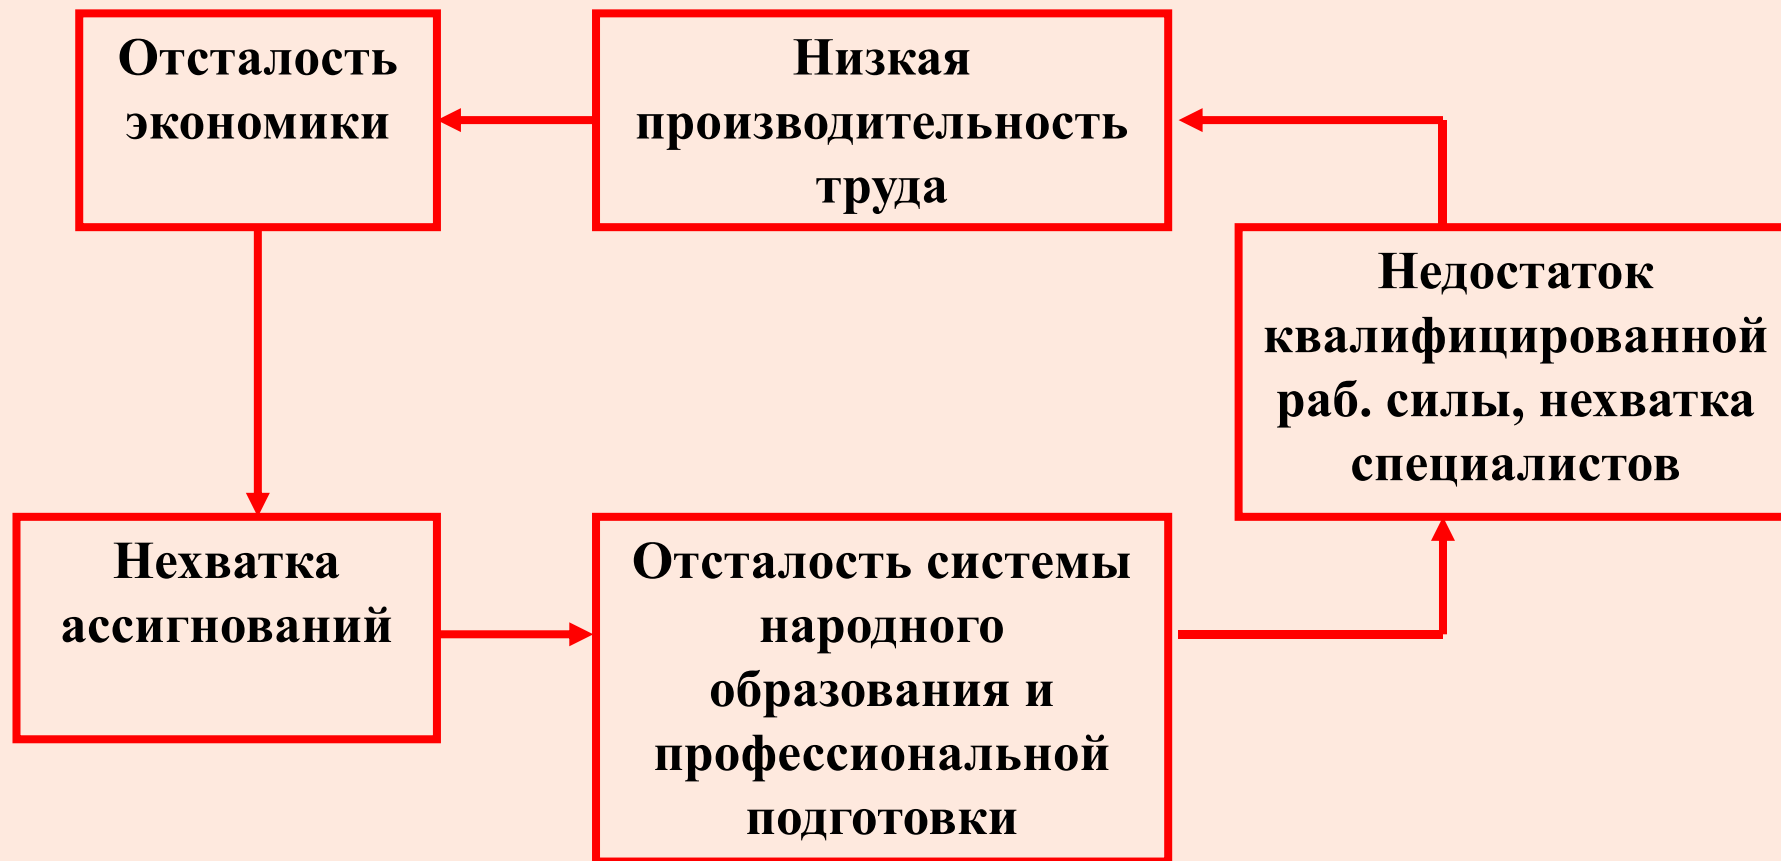 Отсталость
экономики
Низкая
производительность
труда
Недостаток
квалифицированной
раб. силы, нехватка
специалистов
Нехватка
ассигнований
Отсталость системы
народного
образования и
профессиональной
подготовки